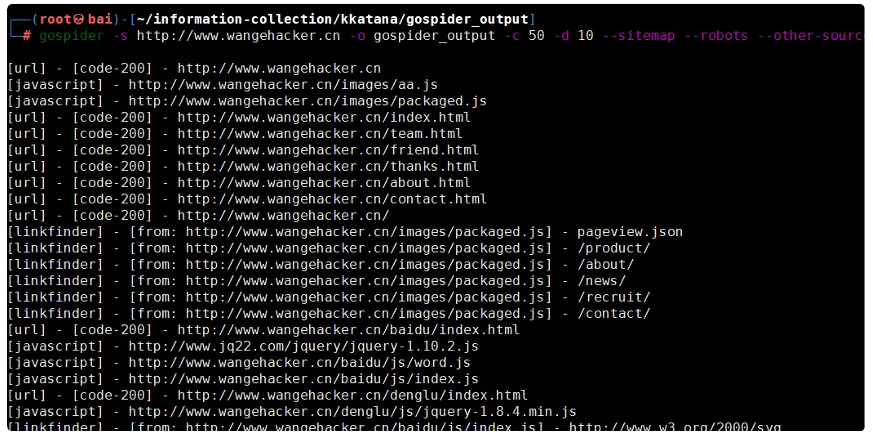 ┌──(root㉿bai)-[~/information-collection/kkatana/gospider_output]
└─# gospider -s http://www.wangehacker.cn -o gospider_output -c 50 -d 10 --sitemap --robots --other-sourc
[url] - [code-200] - http://www.wangehacker.cn
[javascript] - http://www.wangehacker.cn/images/aa.js
[javascript] - http://www.wangehacker.cn/images/packaged.js
[url] - [code-200] - http://www.wangehacker.cn/index.html
[url] - [code-200] - http://www.wangehacker.cn/team.html
[url] - [code-200] - http://www.wangehacker.cn/friend.html
[url] - [code-200] - http://www.wangehacker.cn/thanks.html
[url] - [code-200] - http://www.wangehacker.cn/about.html
[url] - [code-200] - http://www.wangehacker.cn/contact.html
[url] - [code-200] - http://www.wangehacker.cn/
[linkfinder] - [from: http://www.wangehacker.cn/images/packaged.js] - pageview.json
[linkfinder] - [from: http://www.wangehacker.cn/images/packaged.js] - /product/
[linkfinder] - [from: http://www.wangehacker.cn/images/packaged.js] - /about/
[linkfinder] - [from: http://www.wangehacker.cn/images/packaged.js] - /news/
[linkfinder] - [from: http://www.wangehacker.cn/images/packaged.js] - /recruit/
[linkfinder] - [from: http://www.wangehacker.cn/images/packaged.js] - /contact/
[url] - [code-200] - http://www.wangehacker.cn/baidu/index.html
[javascript] - http://www.jq22.com/jquery/jquery-1.10.2.js
[javascript] - http://www.wangehacker.cn/baidu/js/word.js
[javascript] - http://www.wangehacker.cn/baidu/js/index.js
[url] - [code-200] - http://www.wangehacker.cn/denglu/index.html
[javascript] - http://www.wangehacker.cn/denglu/js/jquery-1.8.4.min.js
[linkfinder] - [from: http://www.wangehacker.cn/baidu/js/index.js] - http://www.w3.org/2000/svg